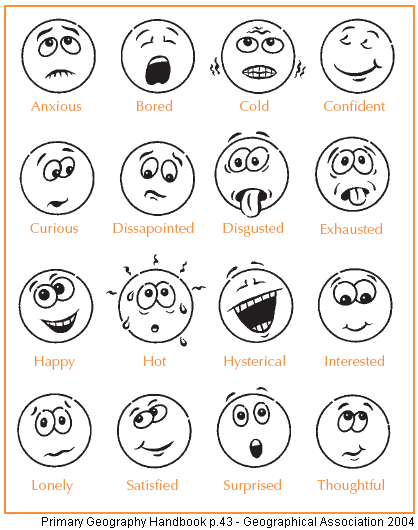 Anxious Bored Cold Confident
Curious Dissapointed Disgusted Exhausted
Happy Hot Hysterical Interested
Lonely Satisfied Surprised Thoughtful
Primary Geography Handbook p.43 - Geographical Association 2004